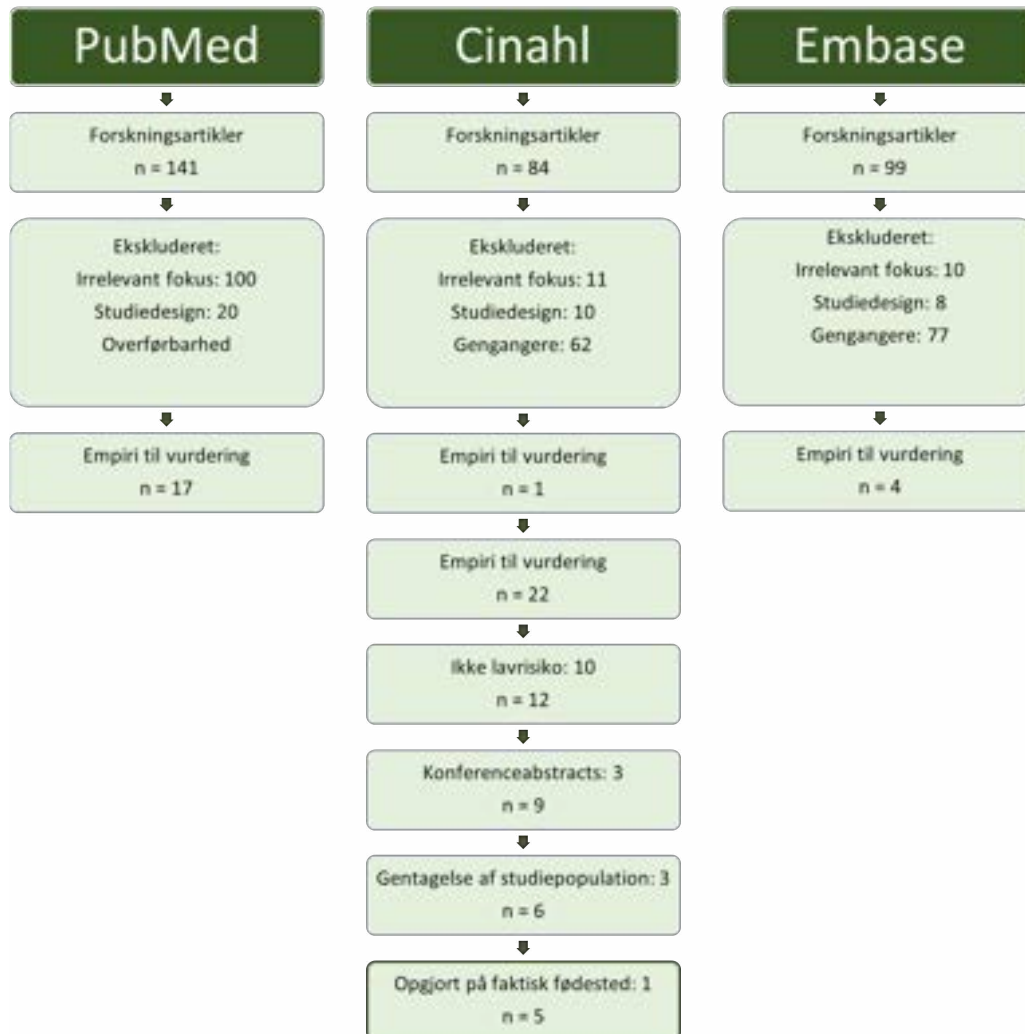 PubMed
Forskningsartikler
n = 141
Ekskluderet:
Irrelevant fokus: 100
Studiedesign: 20
Overførbarhed
Empiri til vurdering
n = 17
Cinahl
Forskningsartikler
n = 84
Ekskluderet:
Irrelevant fokus: 11
Studiedesign: 10
Gengangere: 62
Empiri til vurdering
n = 1
Empiri til vurdering
n = 22
Ikke lavrisiko: 10
n = 12
Konferenceabstracts: 3
n = 9
Gentagelse af studiepopulation: 3
n = 6
Opgjort på faktisk fødested: 1
n = 5
Embase
Forskningsartikler
n = 99
Ekskluderet:
Irrelevant fokus: 10
Studiedesign: 8
Gengangere: 77
Empiri til vurdering
n = 4